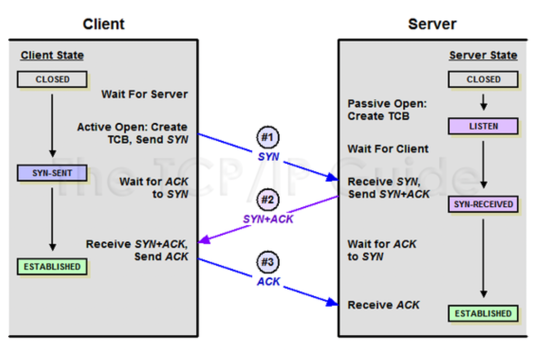 Client
Server
Client State
CLOSED
Wait For Server
Active Open: Create
TCB, Send SYN
SYN-SENT
Wait for ACK
to SYN
Receive SYN+ACK,
Send ACK
ESTABLISHED
#1
SYN
#2
SYN+ACK
#3
ACK
Server State
CLOSED
Passive Open:
Create TCB
LISTEN
Wait For Client
Receive SYN,
Send SYN+ACK
SYN-RECEIVED
Wait for ACK
to SYN
Receive ACK
ESTABLISHED
The TCP/IP Guide